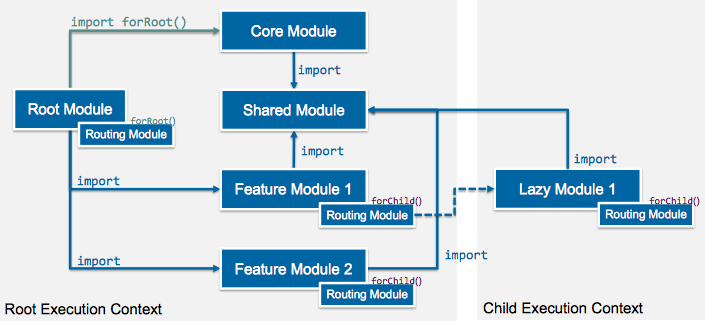 import forRoot()
Core Module
import
Root Module
forRoot()
Routing Module
Shared Module
import
import
Feature Module 1
forChild()
Routing Module
import
Lazy Module 1
forChild()
Routing Module
import
Feature Module 2
forChild()
Routing Module
import
Root Execution Context
Child Execution Context